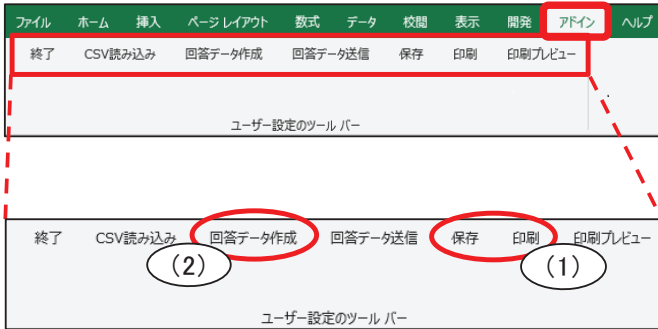 ファイル ホーム 挿入 ページ レイアウト 数式 データ 校閲 表示 開発 アドイン ヘルプ
終了 CSV読み込み 回答データ作成 回答データ送信 保存 印刷 印刷プレビュー
ユーザー設定のツール バー
終了 CSV読み込み 回答データ作成 回答データ送信 保存 印刷 印刷プレビュー
(2) (1)
ユーザー設定のツール バー